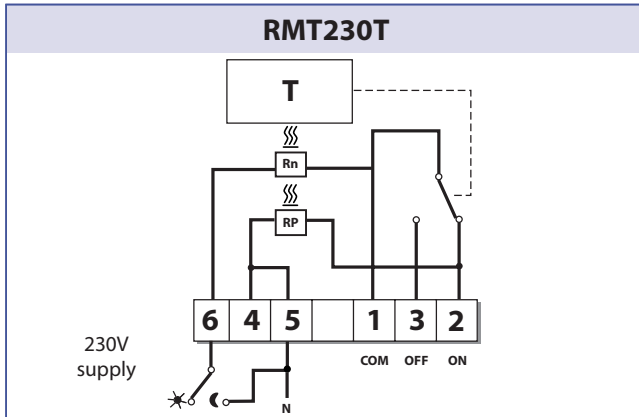 RMT230T
T
Rn
RP
6 4 5 1 3 2
230V
supply
COM OFF ON
N